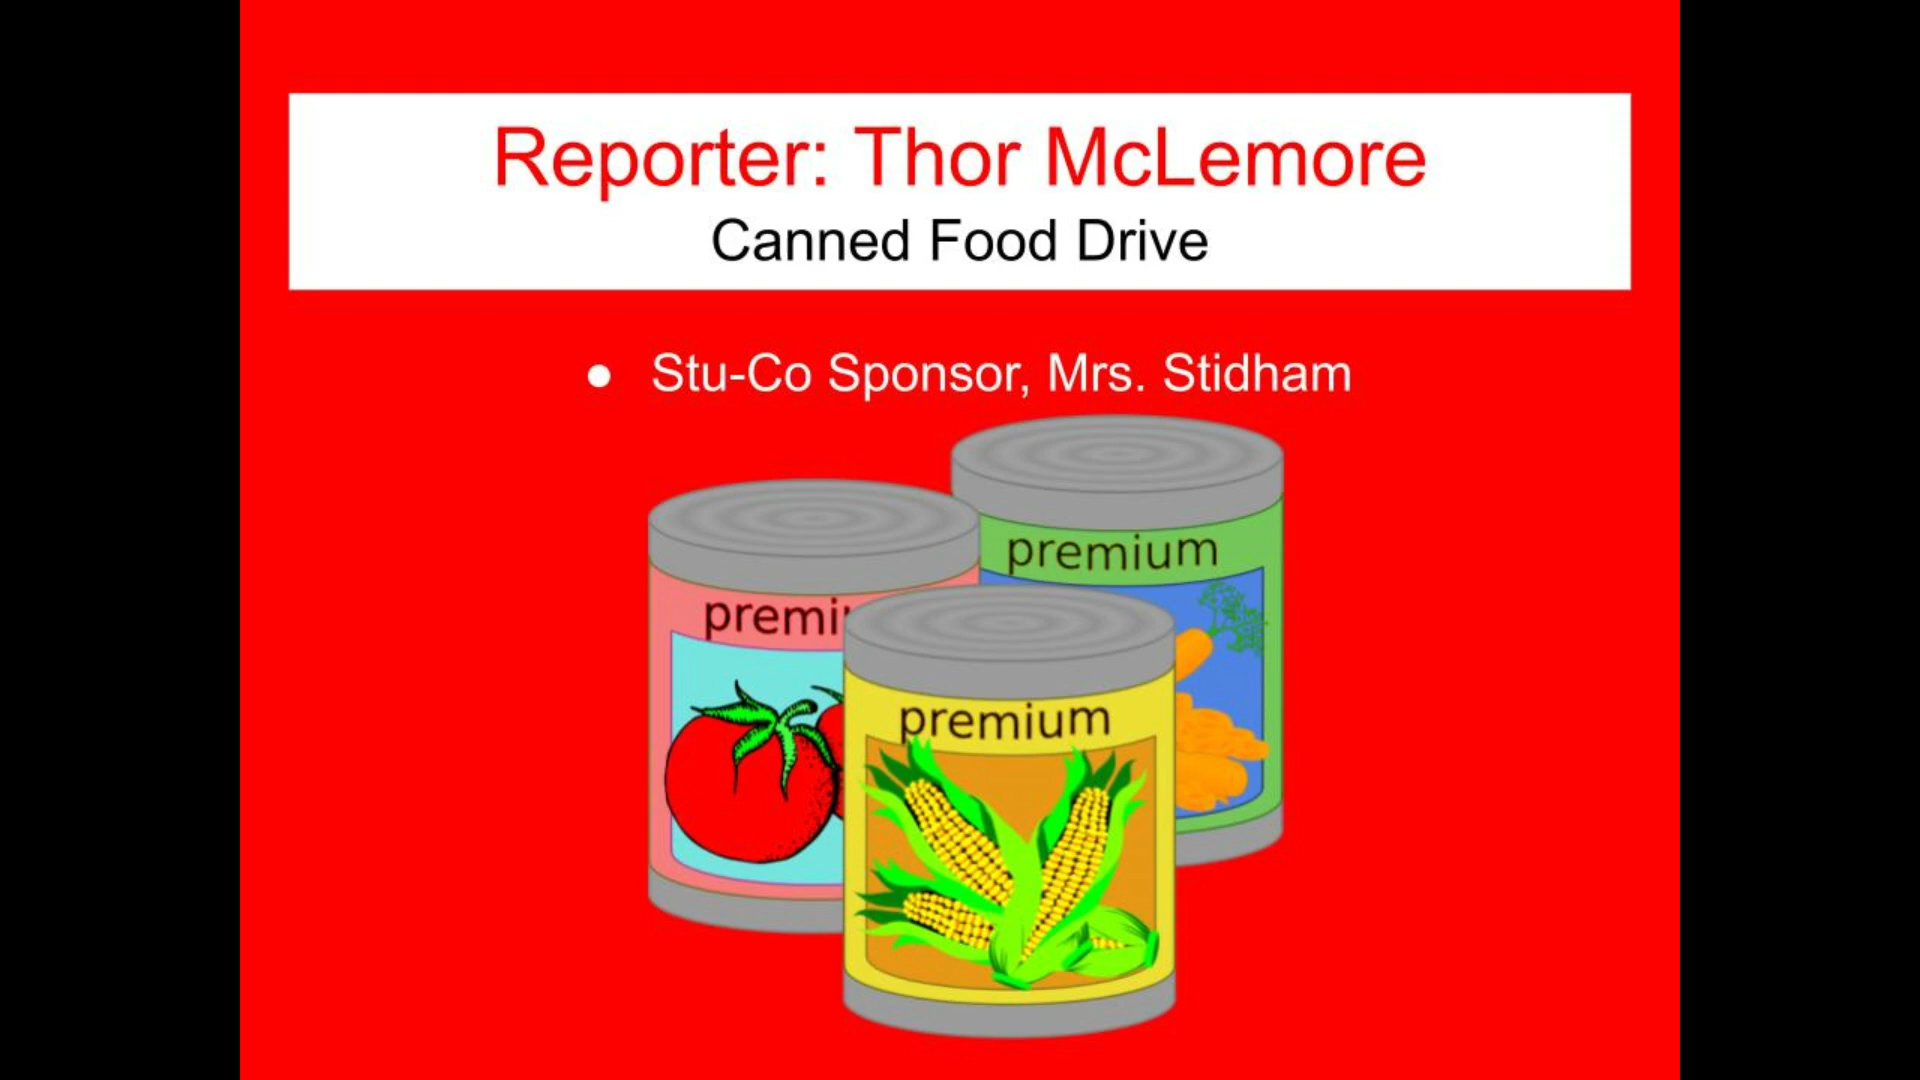 Reporter: Thor McLemore
Canned Food Drive
● Stu-Co Sponsor, Mrs. Stidham
premium
premi
premium